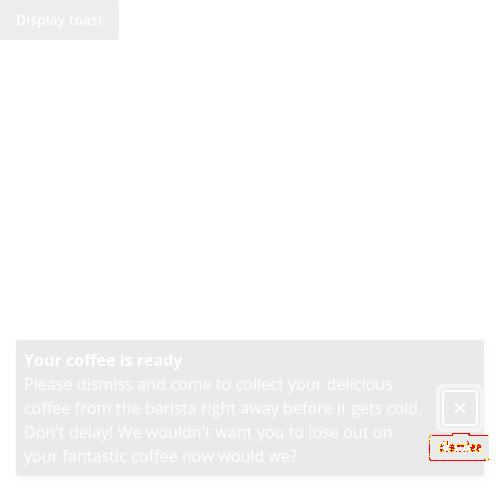 Display toast
Your coffee is ready
Please dismiss and come to collect your delicious
coffee from the barista right away before it gets cold.
Don't delay! We wouldn't want you to lose out on
your fantastic coffee now would we?